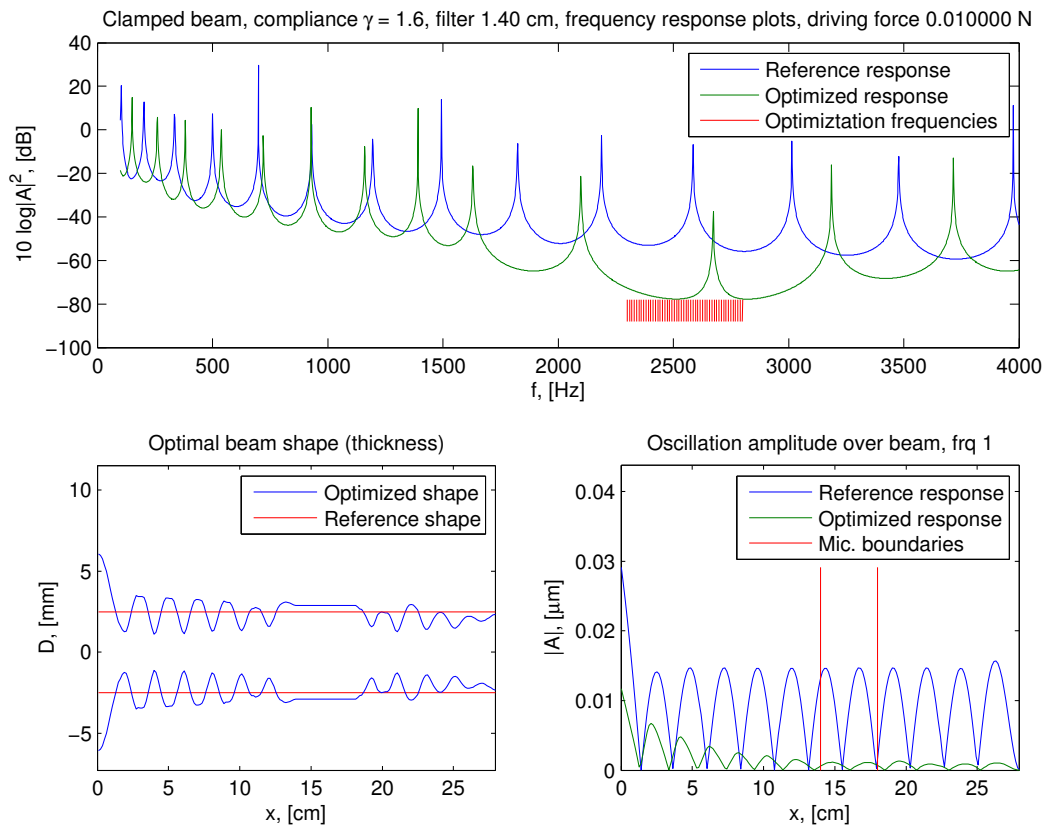 Clamped beam, compliance γ = 1.6, filter 1.40 cm, frequency response plots, driving force 0.010000 N
10 log|A|², [dB]
40
20
0
−20
−40
−60
−80
−100
Reference response
Optimized response
Optimiztation frequencies
0 500 1000 1500 2000 2500 3000 3500 4000
f, [Hz]
Optimal beam shape (thickness)
D, [mm]
10
5
0
−5
Optimized shape
Reference shape
0 5 10 15 20 25
x, [cm]
Oscillation amplitude over beam, frq 1
|A|, [μm]
0.04
0.03
0.02
0.01
0
Reference response
Optimized response
Mic. boundaries
0 5 10 15 20 25
x, [cm]